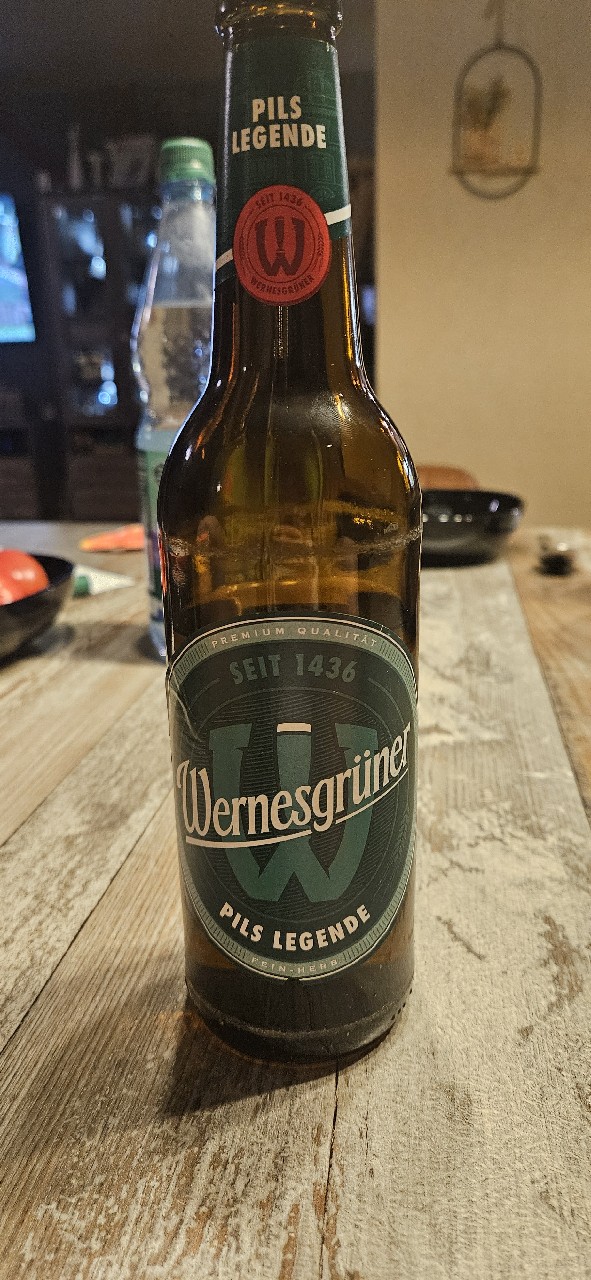 PILS
LEGENDE
SEIT 1436
W
WERNESGRÜNER
PREMIUM QUALITÄT
SEIT 1436
W
Wernesgrüner
PILS LEGENDE
FEIN-HERB